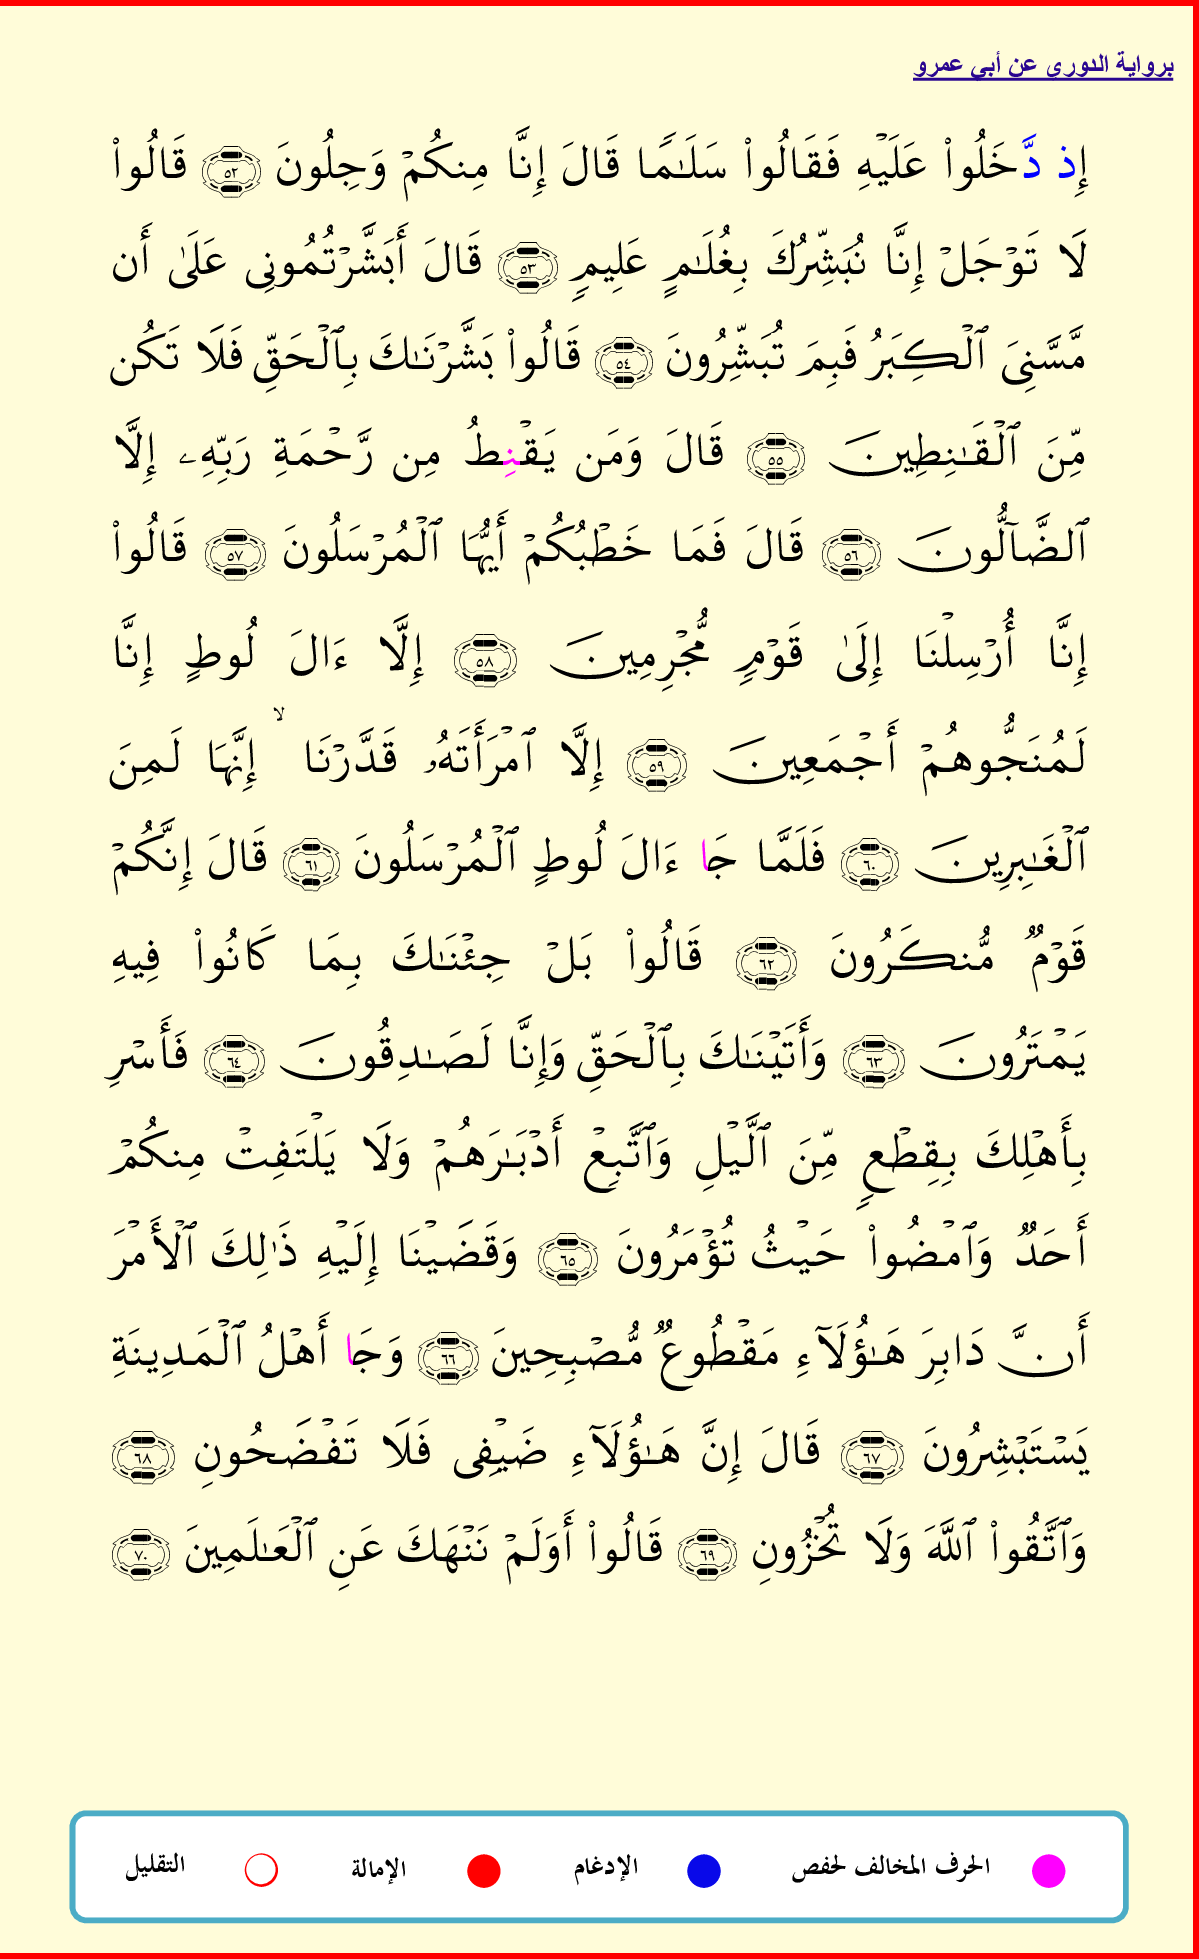 برواية الدوري عن أبي عمرو
إِذ دَّخَلُوا۟ عَلَيْهِ فَقَالُوا۟ سَلَـٰمًا قَالَ إِنَّا مِنكُمْ وَجِلُونَ ٥٢ قَالُوا۟
لَا تَوْجَلْ إِنَّا نُبَشِّرُكَ بِغُلَـٰمٍ عَلِيمٍ ٥٣ قَالَ أَبَشَّرْتُمُونِى عَلَىٰ أَن
مَّسَّنِىَ ٱلْكِبَرُ فَبِمَ تُبَشِّرُونَ ٥٤ قَالُوا۟ بَشَّرْنَـٰكَ بِٱلْحَقِّ فَلَا تَكُن
مِّنَ ٱلْقَـٰنِطِينَ ٥٥ قَالَ وَمَن يَقْنِطُ مِن رَّحْمَةِ رَبِّهِۦ إِلَّا
ٱلضَّآلُّونَ ٥٦ قَالَ فَمَا خَطْبُكُمْ أَيُّهَا ٱلْمُرْسَلُونَ ٥٧ قَالُوا۟
إِنَّا أُرْسِلْنَا إِلَىٰ قَوْمٍ مُّجْرِمِينَ ٥٨ إِلَّا ءَالَ لُوطٍ إِنَّا
لَمُنَجُّوهُمْ أَجْمَعِينَ ٥٩ إِلَّا ٱمْرَأَتَهُۥ قَدَّرْنَا ۙ إِنَّهَا لَمِنَ
ٱلْغَـٰبِرِينَ ٦٠ فَلَمَّا جَا ءَالَ لُوطٍ ٱلْمُرْسَلُونَ ٦١ قَالَ إِنَّكُمْ
قَوْمٌ مُّنكَرُونَ ٦٢ قَالُوا۟ بَلْ جِئْنَـٰكَ بِمَا كَانُوا۟ فِيهِ
يَمْتَرُونَ ٦٣ وَأَتَيْنَـٰكَ بِٱلْحَقِّ وَإِنَّا لَصَـٰدِقُونَ ٦٤ فَأَسْرِ
بِأَهْلِكَ بِقِطْعٍ مِّنَ ٱلَّيْلِ وَٱتَّبِعْ أَدْبَـٰرَهُمْ وَلَا يَلْتَفِتْ مِنكُمْ
أَحَدٌ وَٱمْضُوا۟ حَيْثُ تُؤْمَرُونَ ٦٥ وَقَضَيْنَا إِلَيْهِ ذَٰلِكَ ٱلْأَمْرَ
أَنَّ دَابِرَ هَـٰؤُلَآءِ مَقْطُوعٌ مُّصْبِحِينَ ٦٦ وَجَا أَهْلُ ٱلْمَدِينَةِ
يَسْتَبْشِرُونَ ٦٧ قَالَ إِنَّ هَـٰؤُلَآءِ ضَيْفِى فَلَا تَفْضَحُونِ ٦٨
وَٱتَّقُوا۟ ٱللَّهَ وَلَا تُخْزُونِ ٦٩ قَالُوا۟ أَوَلَمْ نَنْهَكَ عَنِ ٱلْعَـٰلَمِينَ ٧٠
الحرف المخالف لحفص الإدغام الإمالة التقليل